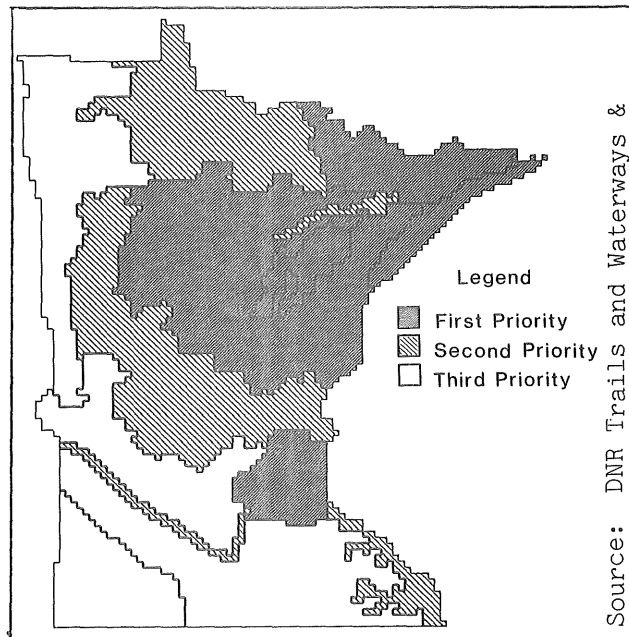 Legend
First Priority
Second Priority
Third Priority
Source: DNR Trails and Waterways &